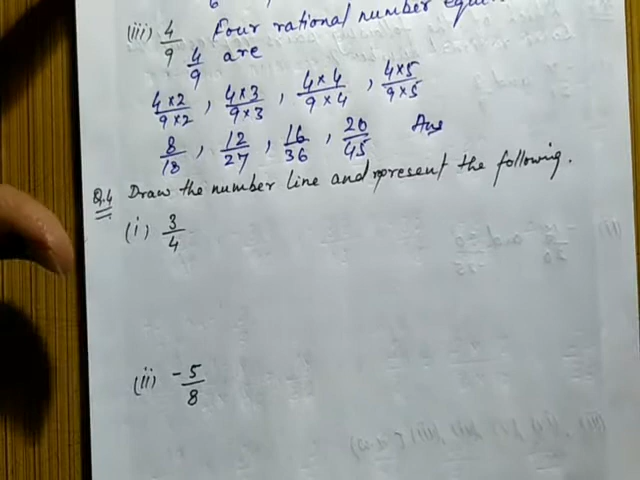 (iii) 4/9 Four rational number
4/9 are
4×2/9×2, 4×3/9×3, 4×4/9×4, 4×5/9×5
8/18, 12/27, 16/36, 20/45 Ans
Q.4 Draw the number line and represent the following.
(i) 3/4
(ii) -5/8